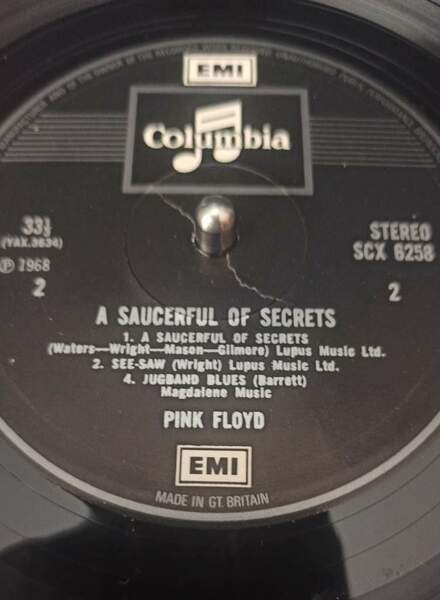 EMI
Columbia
33⅓
(YAX.3634)
Ⓟ 1968
2
STEREO
SCX 6258
2
A SAUCERFUL OF SECRETS
1. A SAUCERFUL OF SECRETS
(Waters—Wright—Mason—Gilmore) Lupus Music Ltd.
2. SEE-SAW (Wright) Lupus Music Ltd.
4. JUGBAND BLUES (Barrett)
Magdalene Music
PINK FLOYD
EMI
MADE IN GT. BRITAIN